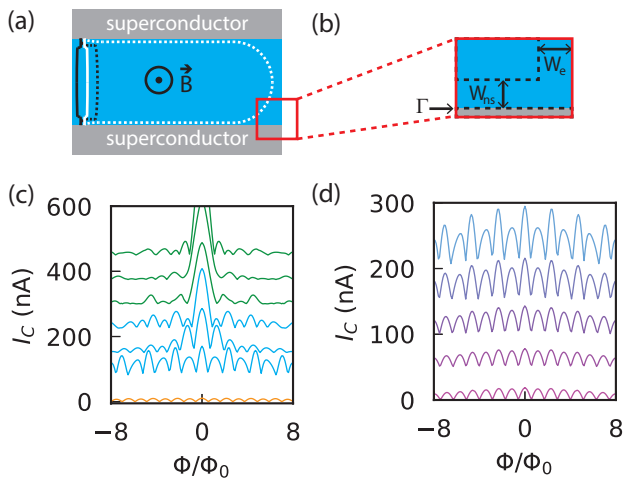 (a)
superconductor
B
superconductor
(b)
W_e
W_ns
Γ
(c)
I_C (nA)
600
400
200
0
−8
0
8
Φ/Φ_0
(d)
I_C (nA)
300
200
100
0
−8
0
8
Φ/Φ_0